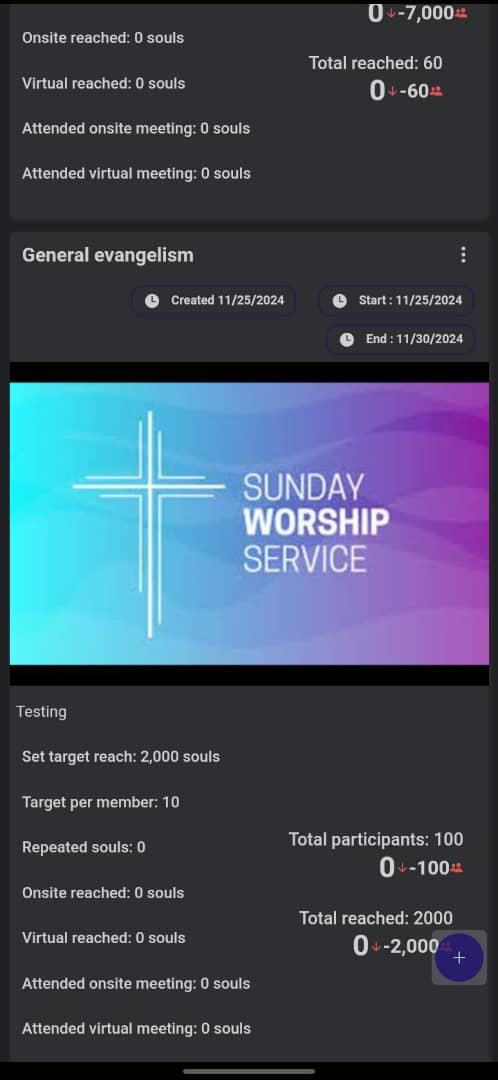 0 ↓-7,000
Onsite reached: 0 souls
Total reached: 60
0 ↓-60
Virtual reached: 0 souls
Attended onsite meeting: 0 souls
Attended virtual meeting: 0 souls
General evangelism
Created 11/25/2024
Start : 11/25/2024
End : 11/30/2024
SUNDAY
WORSHIP
SERVICE
Testing
Set target reach: 2,000 souls
Target per member: 10
Repeated souls: 0
Total participants: 100
0 ↓-100
Onsite reached: 0 souls
Total reached: 2000
0 ↓-2,000
Virtual reached: 0 souls
+
Attended onsite meeting: 0 souls
Attended virtual meeting: 0 souls